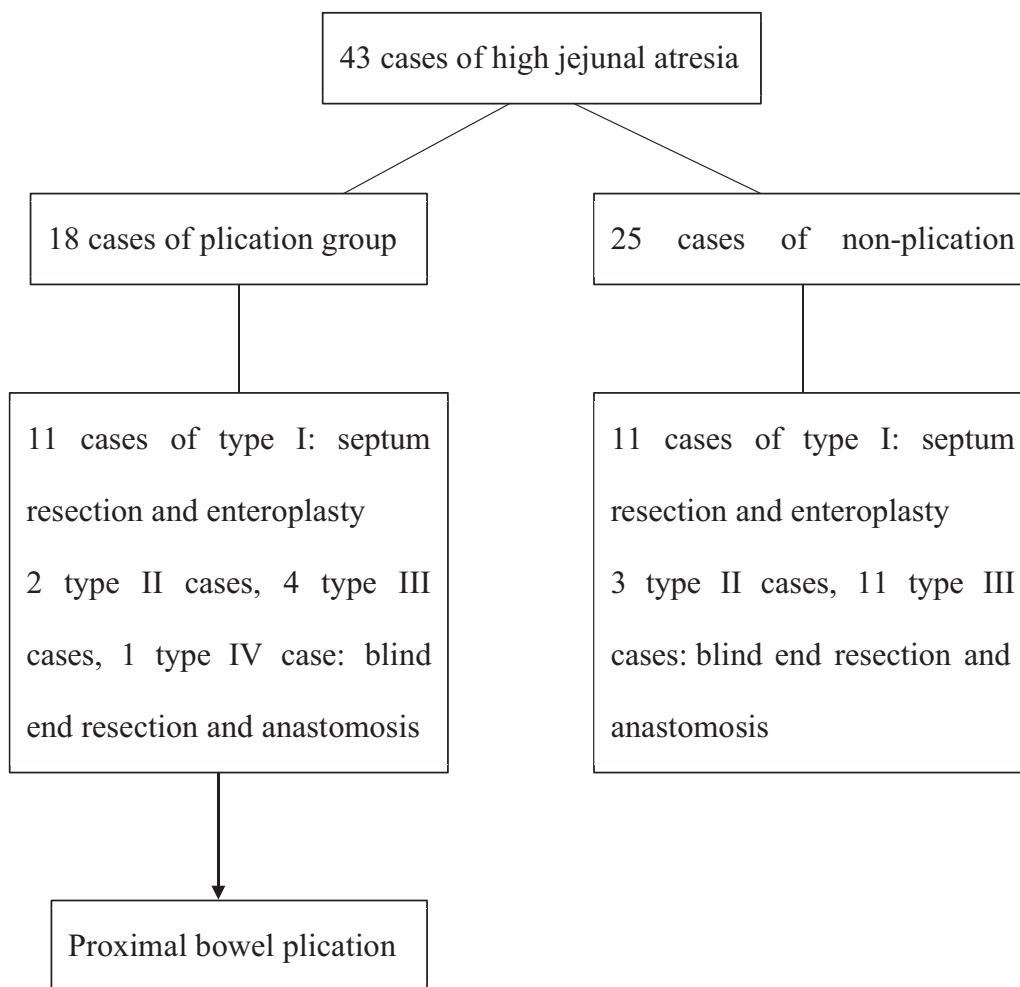 43 cases of high jejunal atresia
18 cases of plication group
25 cases of non-plication
11 cases of type I: septum
resection and enteroplasty
2 type II cases, 4 type III
cases, 1 type IV case: blind
end resection and anastomosis
11 cases of type I: septum
resection and enteroplasty
3 type II cases, 11 type III
cases: blind end resection and
anastomosis
Proximal bowel plication